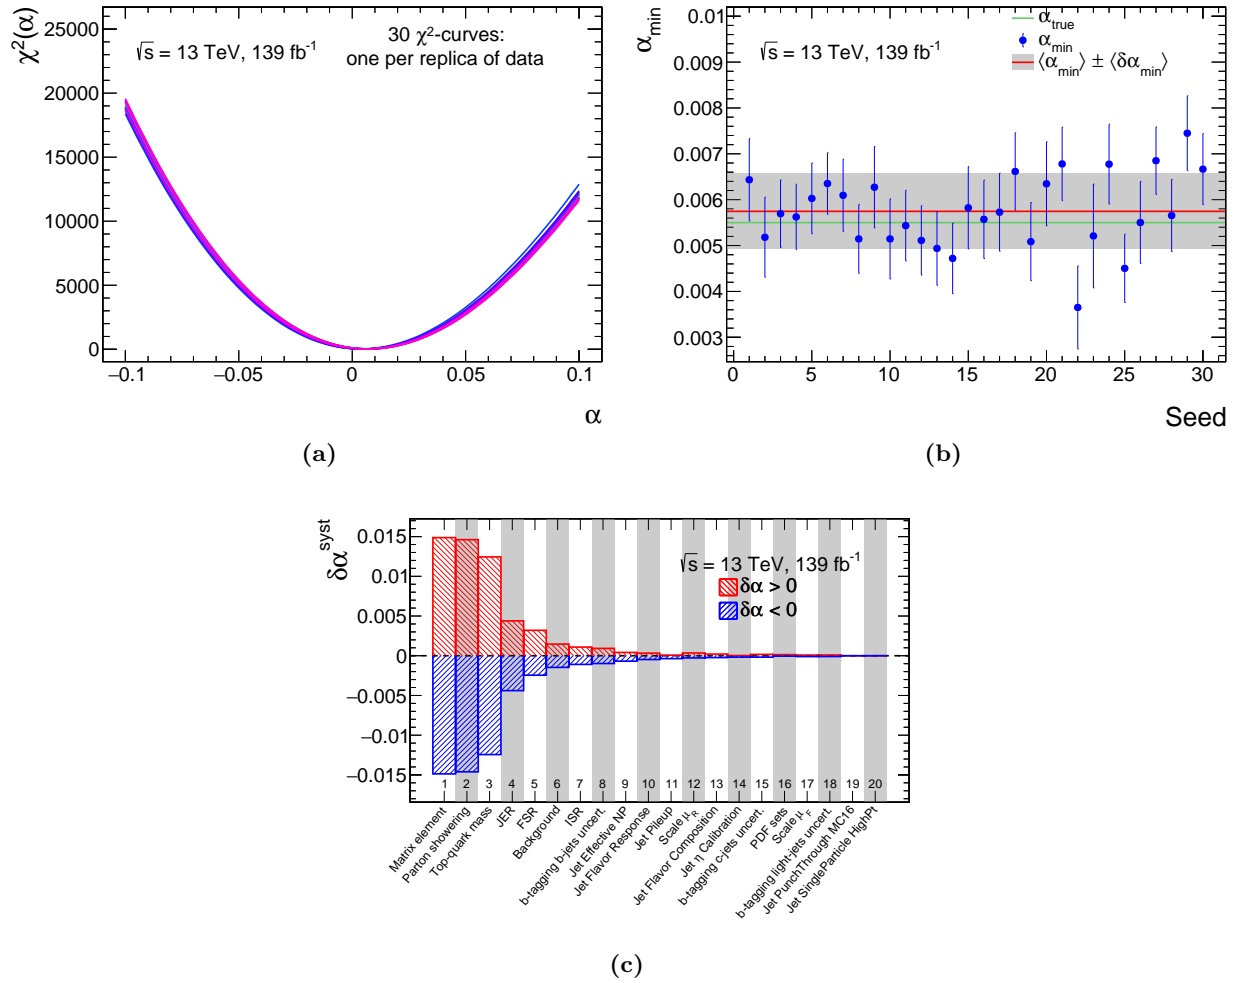 χ²(α)
25000
20000
15000
10000
5000
0
√s = 13 TeV, 139 fb⁻¹
30 χ²-curves:
one per replica of data
−0.1 −0.05 0 0.05 0.1
α
(a)
α_min
0.01
0.009
0.008
0.007
0.006
0.005
0.004
0.003
√s = 13 TeV, 139 fb⁻¹
α_true
α_min
⟨α_min⟩ ± ⟨δα_min⟩
0 5 10 15 20 25 30
Seed
(b)
δα^syst
0.015
0.01
0.005
0
−0.005
−0.01
−0.015
√s = 13 TeV, 139 fb⁻¹
δα > 0
δα < 0
1 2 3 4 5 6 7 8 9 10 11 12 13 14 15 16 17 18 19 20
Matrix element
Parton showering
Top-quark mass
JER
FSR
Background
ISR
b-tagging b-jets uncert.
Jet Effective NP
Jet Flavor Response
Jet Pileup
Scale μ_R
Jet Flavor Composition
Jet η Calibration
b-tagging c-jets uncert.
PDF sets
Scale μ_F
b-tagging light-jets uncert.
Jet PunchThrough MC16
Jet SingleParticle HighPt
(c)